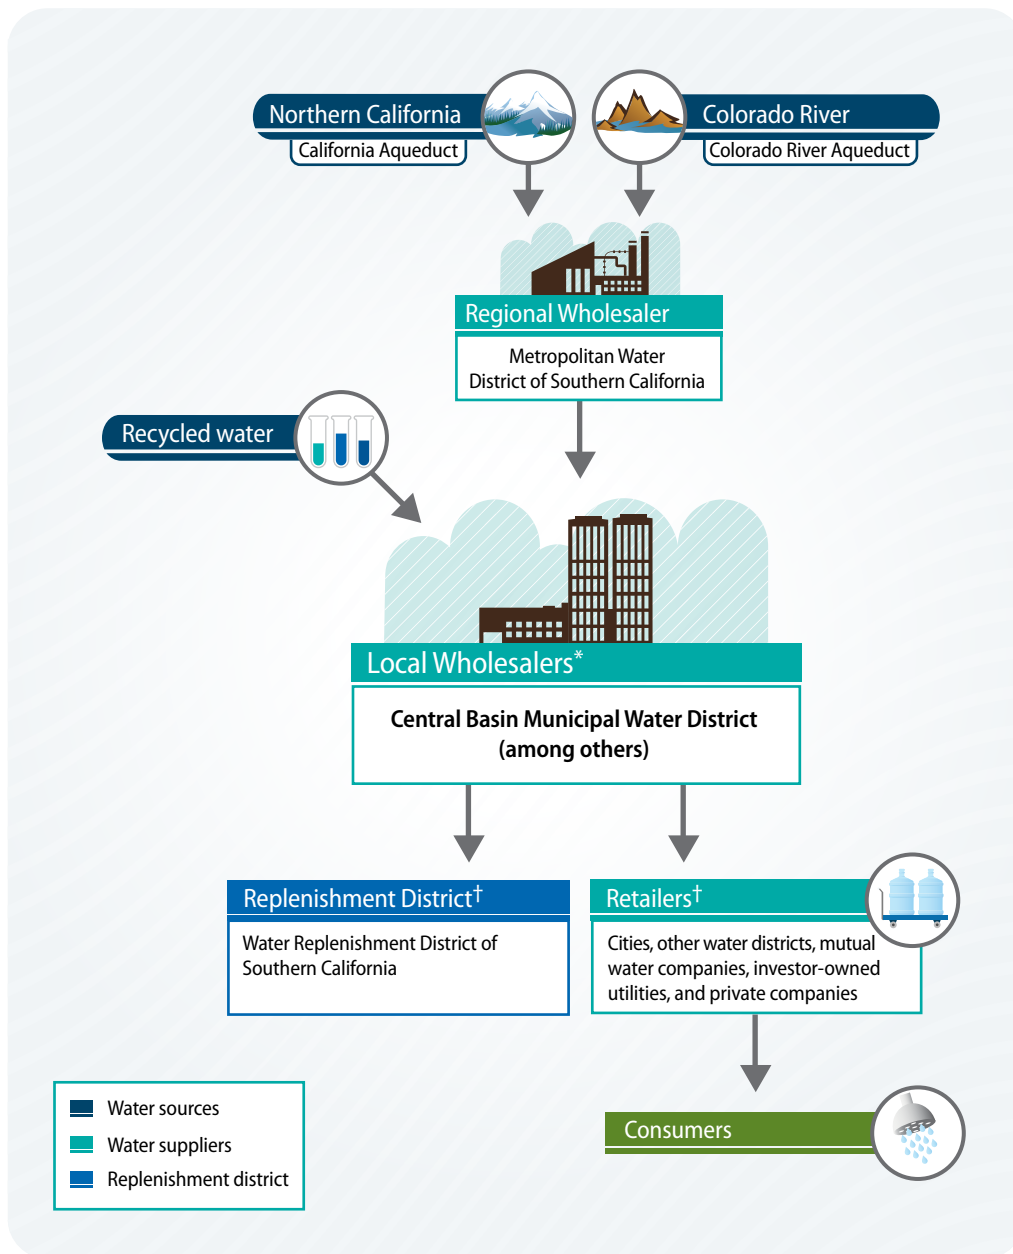 Northern California
California Aqueduct
Colorado River
Colorado River Aqueduct
Regional Wholesaler
Metropolitan Water
District of Southern California
Recycled water
Local Wholesalers*
Central Basin Municipal Water District
(among others)
Replenishment District†
Water Replenishment District of
Southern California
Retailers†
Cities, other water districts, mutual
water companies, investor-owned
utilities, and private companies
Consumers
Water sources
Water suppliers
Replenishment district